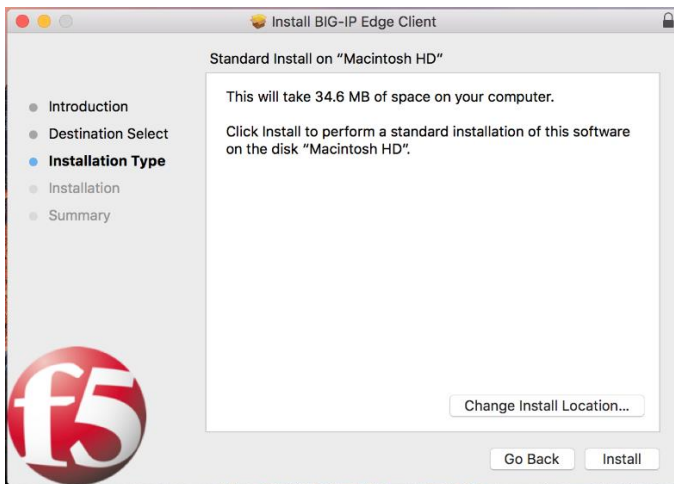 Install BIG-IP Edge Client
Standard Install on “Macintosh HD”
Introduction
Destination Select
Installation Type
Installation
Summary
This will take 34.6 MB of space on your computer.
Click Install to perform a standard installation of this software
on the disk “Macintosh HD”.
f5
Change Install Location...
Go Back
Install